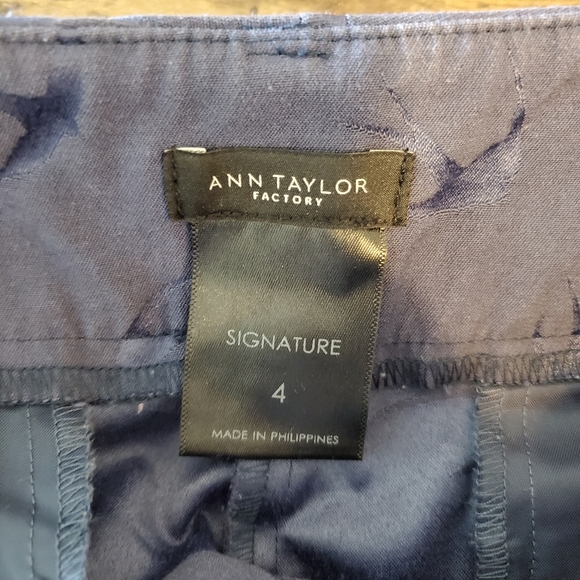 ANN TAYLOR
FACTORY
SIGNATURE
4
MADE IN PHILIPPINES